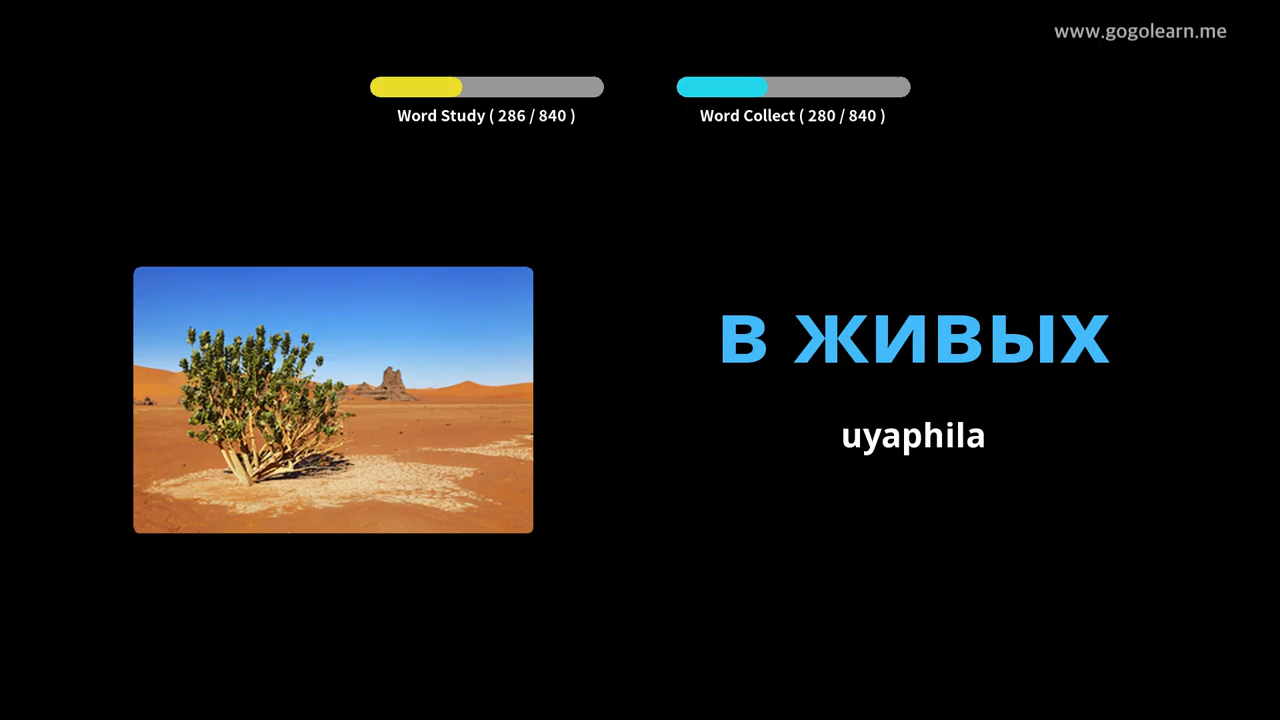 www.gogolearn.me
Word Study ( 286 / 840 )
Word Collect ( 280 / 840 )
в живых
uyaphila